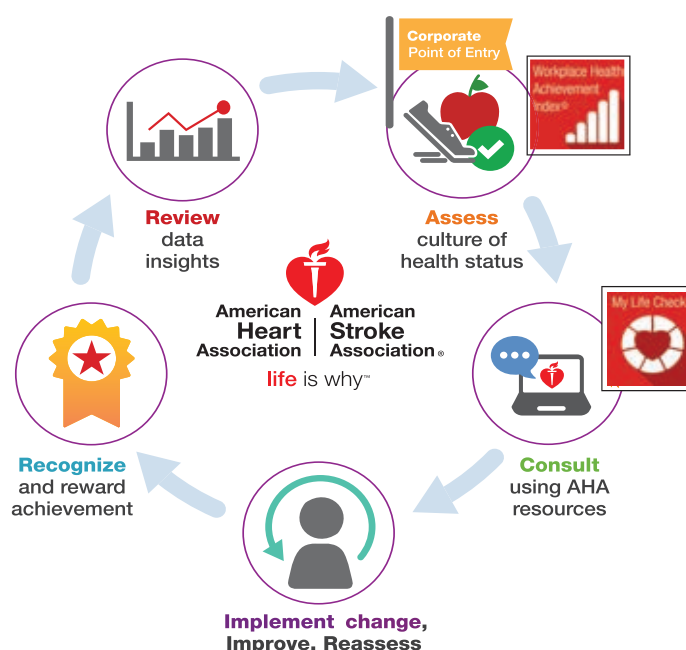 Corporate
Point of Entry
Workplace Health
Achievement
Index®
Review
data
insights
Assess
culture of
health status
American
Heart
Association
American
Stroke
Association®
life is why™
My Life Check
Recognize
and reward
achievement
Consult
using AHA
resources
Implement change,
Improve, Reassess